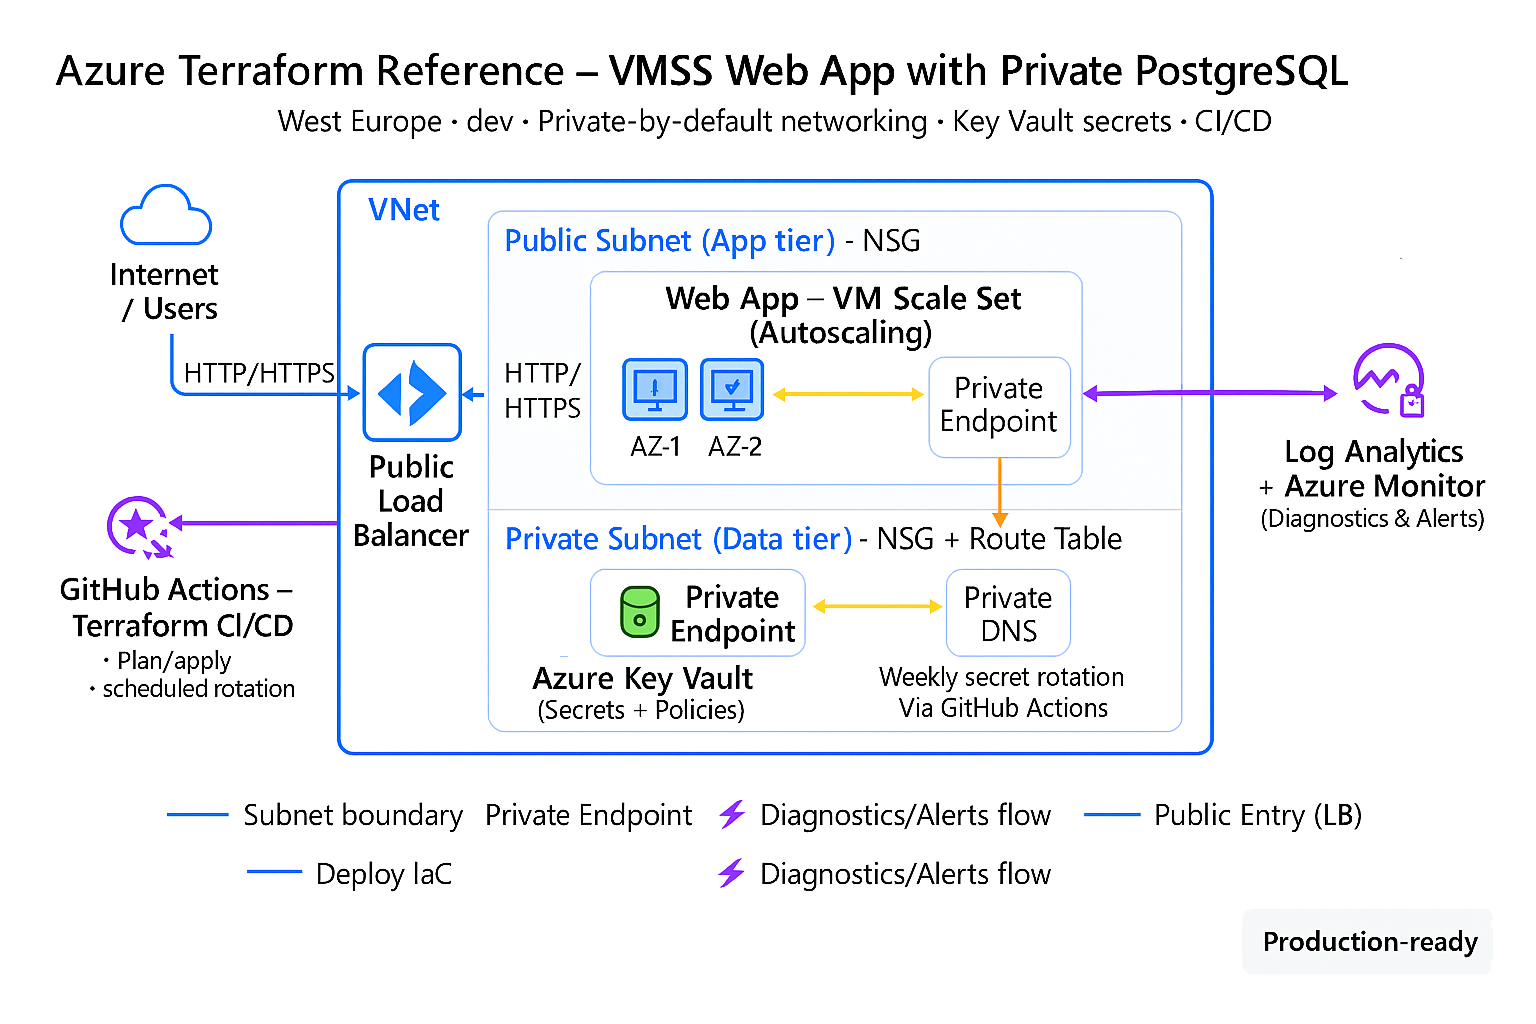 Azure Terraform Reference – VMSS Web App with Private PostgreSQL
West Europe · dev · Private-by-default networking · Key Vault secrets · CI/CD
Internet
/ Users
HTTP/HTTPS
VNet
Public Load
Balancer
HTTP/
HTTPS
Public Subnet (App tier) - NSG
Web App – VM Scale Set
(Autoscaling)
AZ-1
AZ-2
Private
Endpoint
Log Analytics
+ Azure Monitor
(Diagnostics & Alerts)
GitHub Actions –
Terraform CI/CD
· Plan/apply
· scheduled rotation
Private Subnet (Data tier) - NSG + Route Table
Private
Endpoint
Private
DNS
Azure Key Vault
(Secrets + Policies)
Weekly secret rotation
Via GitHub Actions
Subnet boundary
Private Endpoint
Diagnostics/Alerts flow
Public Entry (LB)
Deploy IaC
Diagnostics/Alerts flow
Production-ready